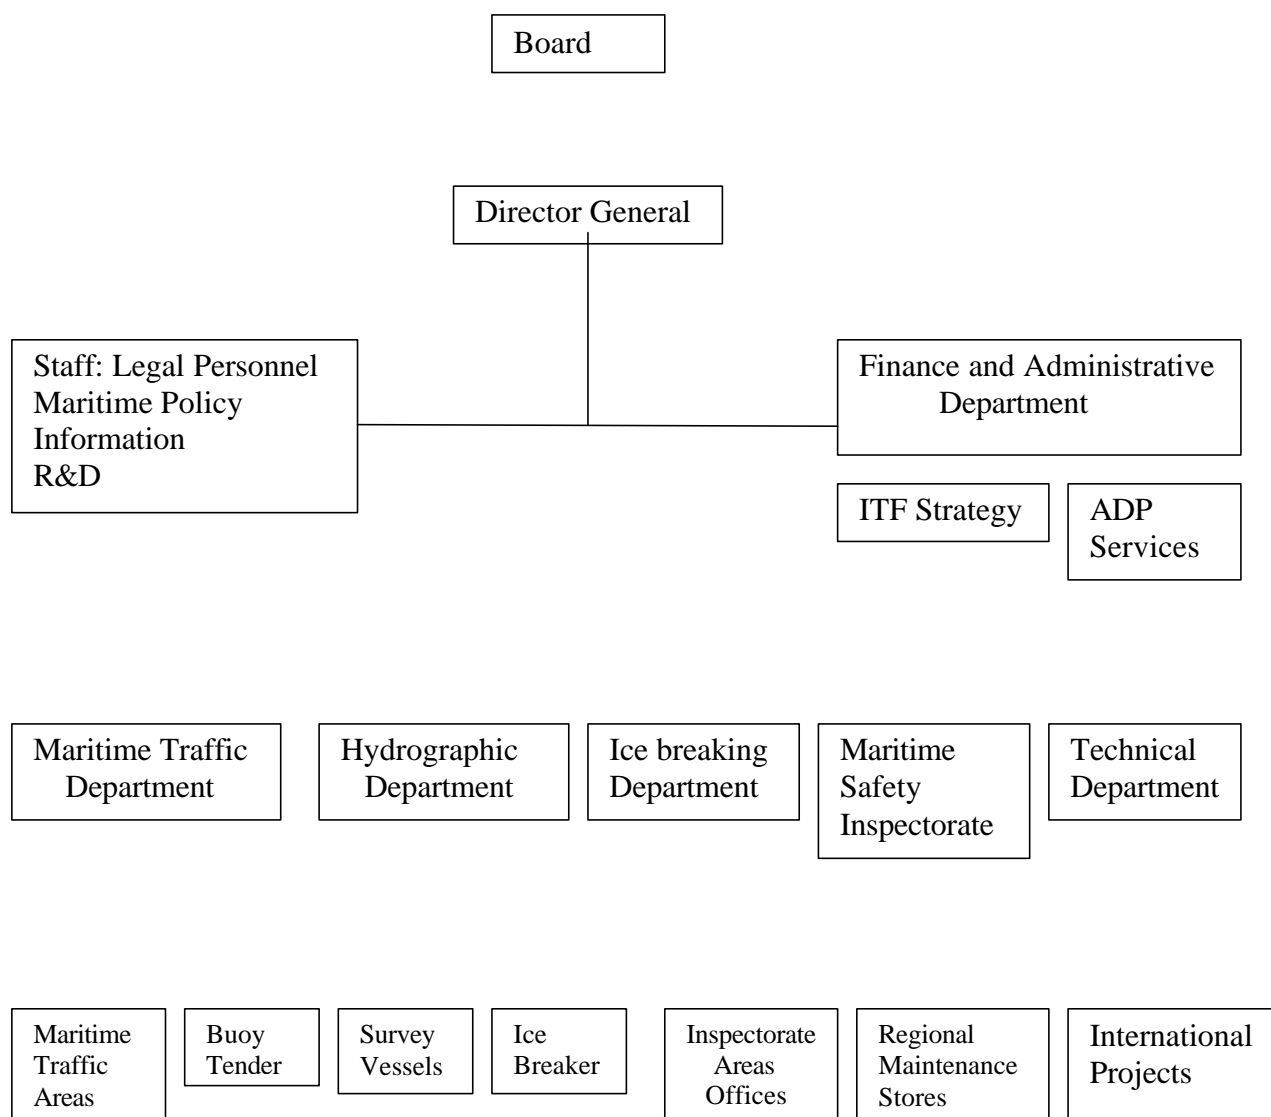 Board
Director General
Staff: Legal Personnel
Maritime Policy
Information
R&D
Finance and Administrative
Department
ITF Strategy
ADP
Services
Maritime Traffic
Department
Hydrographic
Department
Ice breaking
Department
Maritime
Safety
Inspectorate
Technical
Department
Maritime
Traffic
Areas
Buoy
Tender
Survey
Vessels
Ice
Breaker
Inspectorate
Areas
Offices
Regional
Maintenance
Stores
International
Projects